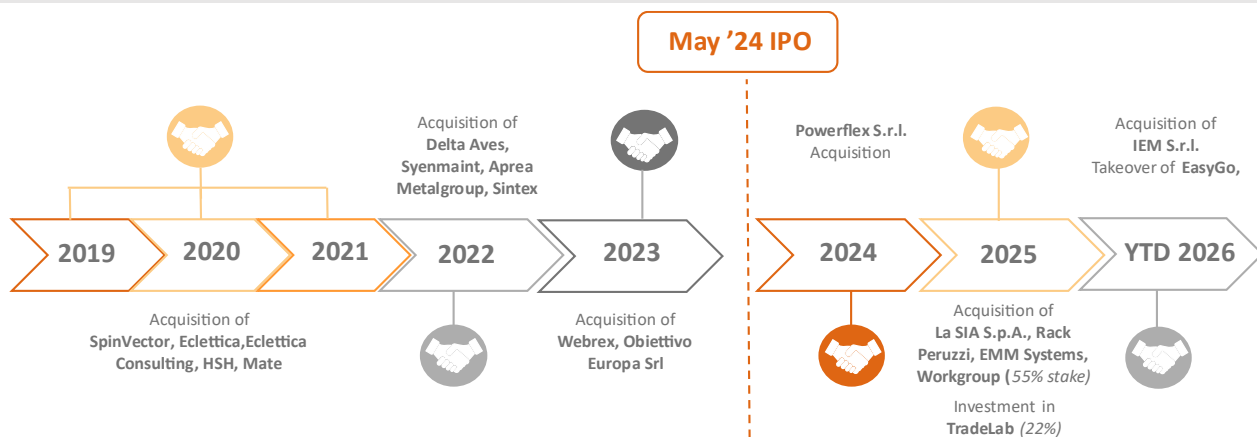 May ’24 IPO
Acquisition of
Delta Aves,
Syenmaint, Aprea
Metalgroup, Sintex
Powerflex S.r.l.
Acquisition
Acquisition of
IEM S.r.l.
Takeover of EasyGo,
2019
2020
2021
2022
2023
2024
2025
YTD 2026
Acquisition of
SpinVector, Eclettica,Eclettica
Consulting, HSH, Mate
Acquisition of
Webrex, Obiettivo
Europa Srl
Acquisition of
La SIA S.p.A., Rack
Peruzzi, EMM Systems,
Workgroup (55% stake)
Investment in
TradeLab (22%)